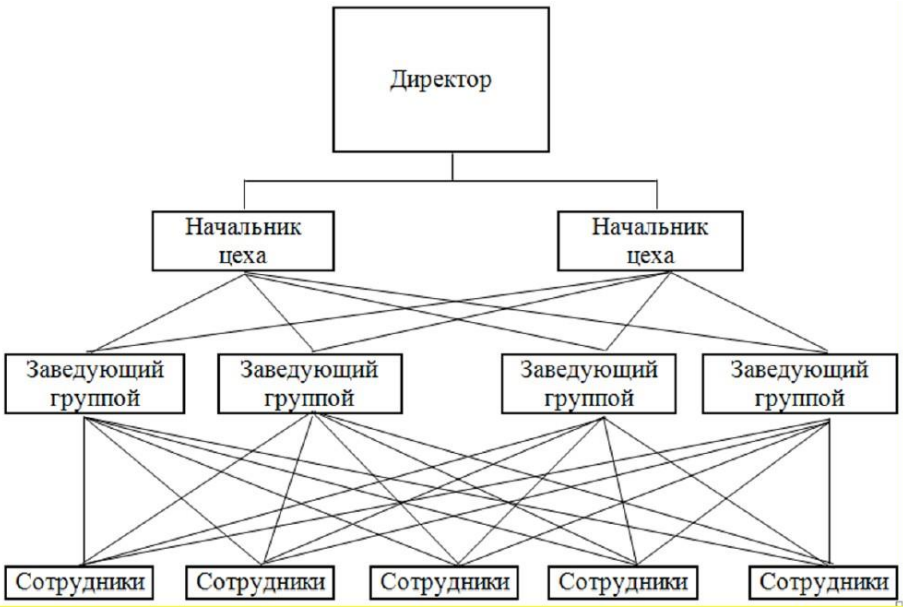 Директор
Начальник
цеха
Начальник
цеха
Заведующий
группой
Заведующий
группой
Заведующий
группой
Заведующий
группой
Сотрудники
Сотрудники
Сотрудники
Сотрудники
Сотрудники